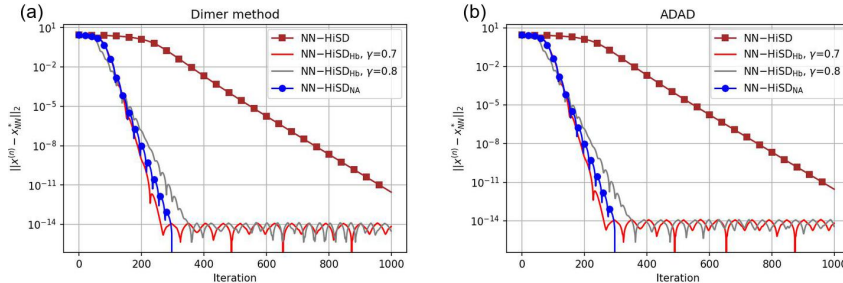 (a) Dimer method
10¹
10⁻²
10⁻⁵
10⁻⁸
10⁻¹¹
10⁻¹⁴
||x⁽ⁿ⁾ − x*NN||₂
NN−HiSD
NN−HiSDHb, γ=0.7
NN−HiSDHb, γ=0.8
NN−HiSDNA
0 200 400 600 800 1000
Iteration
(b) ADAD
10¹
10⁻²
10⁻⁵
10⁻⁸
10⁻¹¹
10⁻¹⁴
||x⁽ⁿ⁾ − x*NN||₂
NN−HiSD
NN−HiSDHb, γ=0.7
NN−HiSDHb, γ=0.8
NN−HiSDNA
0 200 400 600 800 1000
Iteration